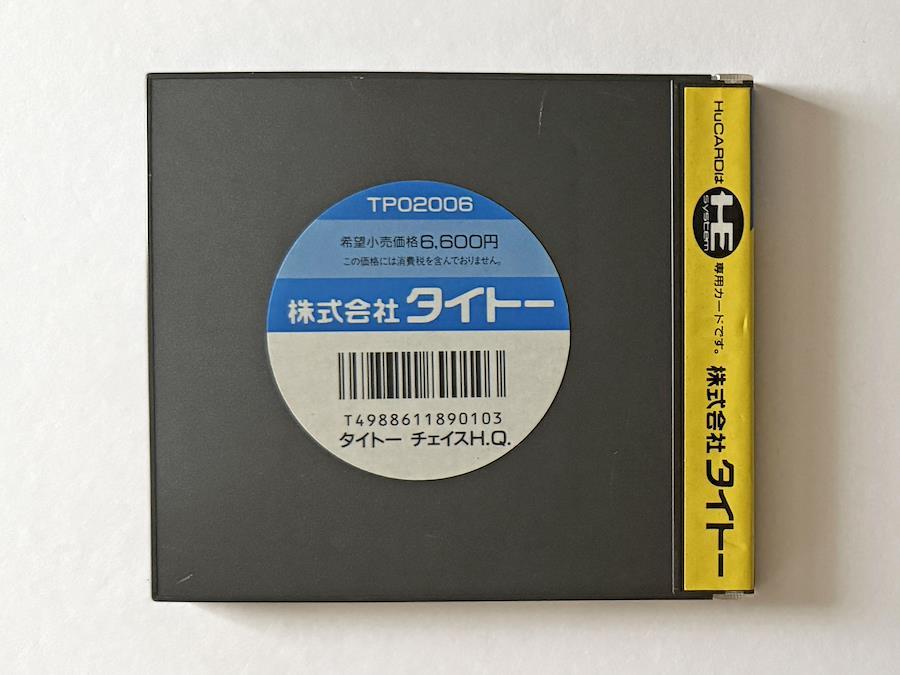 TP02006
希望小売価格6,600円
この価格には消費税を含んでおりません。
株式会社 タイトー
T4988611890103
タイトー チェイスH.Q.
HuCARDは HE system 専用カードです。 株式会社 タイトー